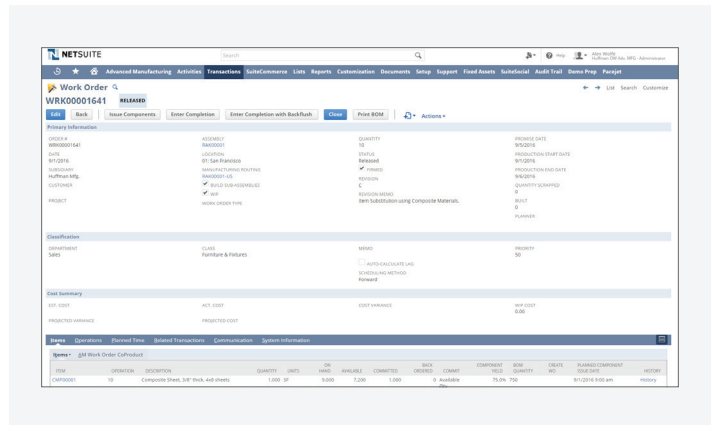 NETSUITE
Search
Help
Alex Wolfe
Huffman DSP Adv. MFG - Administrator
Advanced Manufacturing Activities Transactions SuiteCommerce Lists Reports Customization Documents Setup Support Fixed Assets SuiteSocial Audit Trail Demo Prep Pacejet
Work Order
List Search Customize
WRK00001641 RELEASED
Edit Back Issue Components Enter Completion Enter Completion with Backflush Close Print BOM Actions
Primary Information
ORDER #
WRK00001641
DATE
9/1/2016
SUBSIDIARY
Huffman Mfg.
CUSTOMER
PROJECT
ASSEMBLY
RAK00001
LOCATION
01: San Francisco
MANUFACTURING ROUTING
RAK00001-US
BUILD SUB-ASSEMBLIES
WIP
WORK ORDER TYPE
QUANTITY
10
STATUS
Released
FIRMED
REVISION
C
REVISION MEMO
Item Substitution using Composite Materials.
PROMISE DATE
9/5/2016
PRODUCTION START DATE
9/1/2016
PRODUCTION END DATE
9/6/2016
QUANTITY SCRAPPED
0
BUILT
0
PLANNER
Classification
DEPARTMENT
Sales
CLASS
Furniture & Fixtures
MEMO
AUTO-CALCULATE LAG
SCHEDULING METHOD
Forward
PRIORITY
50
Cost Summary
EST. COST
ACT. COST
COST VARIANCE
WIP COST
0.00
PROJECTED VARIANCE
PROJECTED COST
Items Operations Planned Time Related Transactions Communication System Information
Items AM Work Order CoProduct
ITEM OPERATION DESCRIPTION QUANTITY UNITS ON HAND AVAILABLE COMMITTED BACK ORDERED COMMIT COMPONENT YIELD BOM QUANTITY CREATE WO PLANNED COMPONENT ISSUE DATE HISTORY
CMP00001 10 Composite Sheet, 3/8" thick, 4x8 sheets 1,000 SF 9,000 7,200 1,000 0 Available 75.0% 750 9/1/2016 9:00 am History